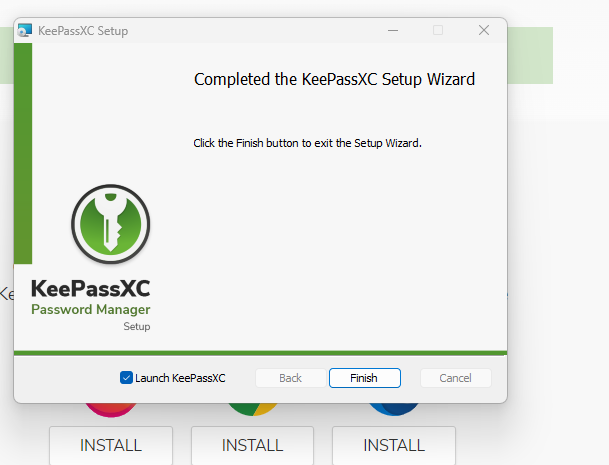 KeePassXC Setup
Completed the KeePassXC Setup Wizard
Click the Finish button to exit the Setup Wizard.
KeePassXC
Password Manager
Setup
Launch KeePassXC
Back
Finish
Cancel
INSTALL
INSTALL
INSTALL